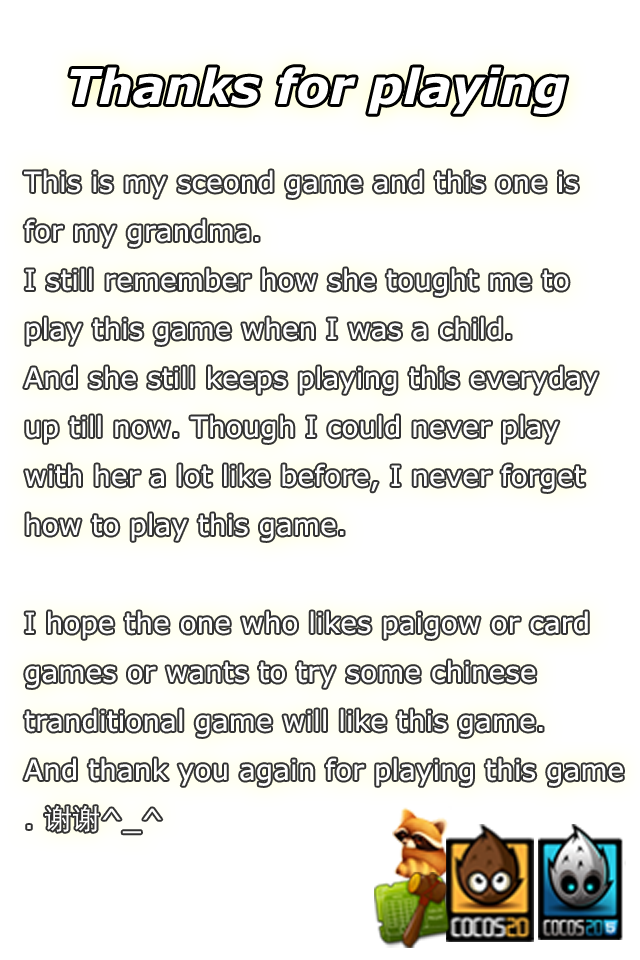 Thanks for playing
This is my sceond game and this one is
for my grandma.
I still remember how she tought me to
play this game when I was a child.
And she still keeps playing this everyday
up till now. Though I could never play
with her a lot like before, I never forget
how to play this game.
I hope the one who likes paigow or card
games or wants to try some chinese
tranditional game will like this game.
And thank you again for playing this game
. 谢谢^_^
COCOS2D
COCOS2D 5